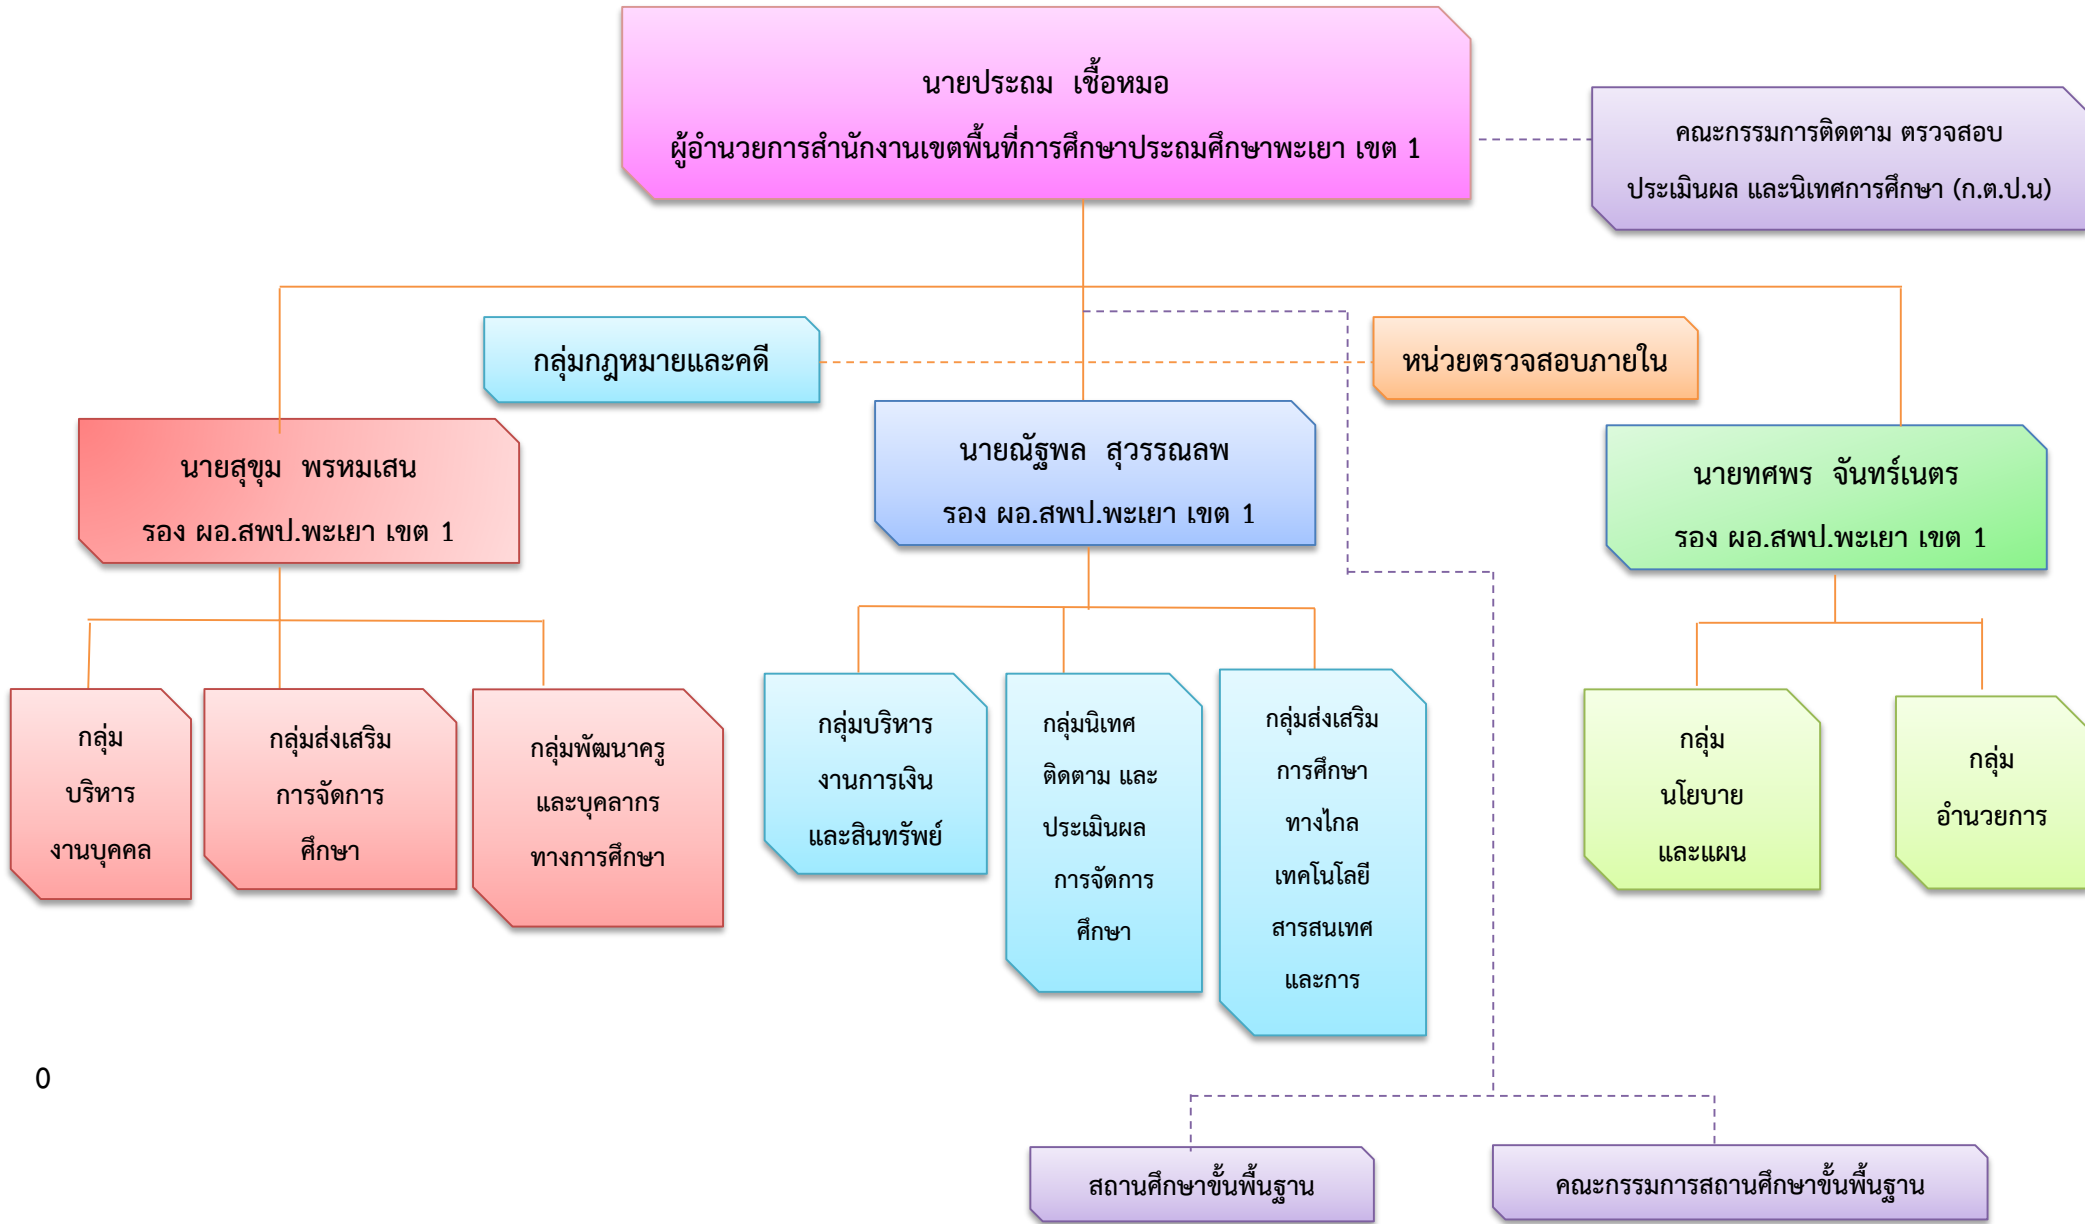 นายประถม เชื้อหมอ
ผู้อำนวยการสำนักงานเขตพื้นที่การศึกษาประถมศึกษาพะเยา เขต 1
คณะกรรมการติดตาม ตรวจสอบ
ประเมินผล และนิเทศการศึกษา (ก.ต.ป.น)
กลุ่มกฎหมายและคดี
หน่วยตรวจสอบภายใน
นายสุขุม พรหมเสน
รอง ผอ.สพป.พะเยา เขต 1
นายณัฐพล สุวรรณลพ
รอง ผอ.สพป.พะเยา เขต 1
นายทศพร จันทร์เนตร
รอง ผอ.สพป.พะเยา เขต 1
กลุ่ม
บริหาร
งานบุคคล
กลุ่มส่งเสริม
การจัดการ
ศึกษา
กลุ่มพัฒนาครู
และบุคลากร
ทางการศึกษา
กลุ่มบริหาร
งานการเงิน
และสินทรัพย์
กลุ่มนิเทศ
ติดตาม และ
ประเมินผล
การจัดการ
ศึกษา
กลุ่มส่งเสริม
การศึกษา
ทางไกล
เทคโนโลยี
สารสนเทศ
และการ
กลุ่ม
นโยบาย
และแผน
กลุ่ม
อำนวยการ
0
สถานศึกษาขั้นพื้นฐาน
คณะกรรมการสถานศึกษาขั้นพื้นฐาน